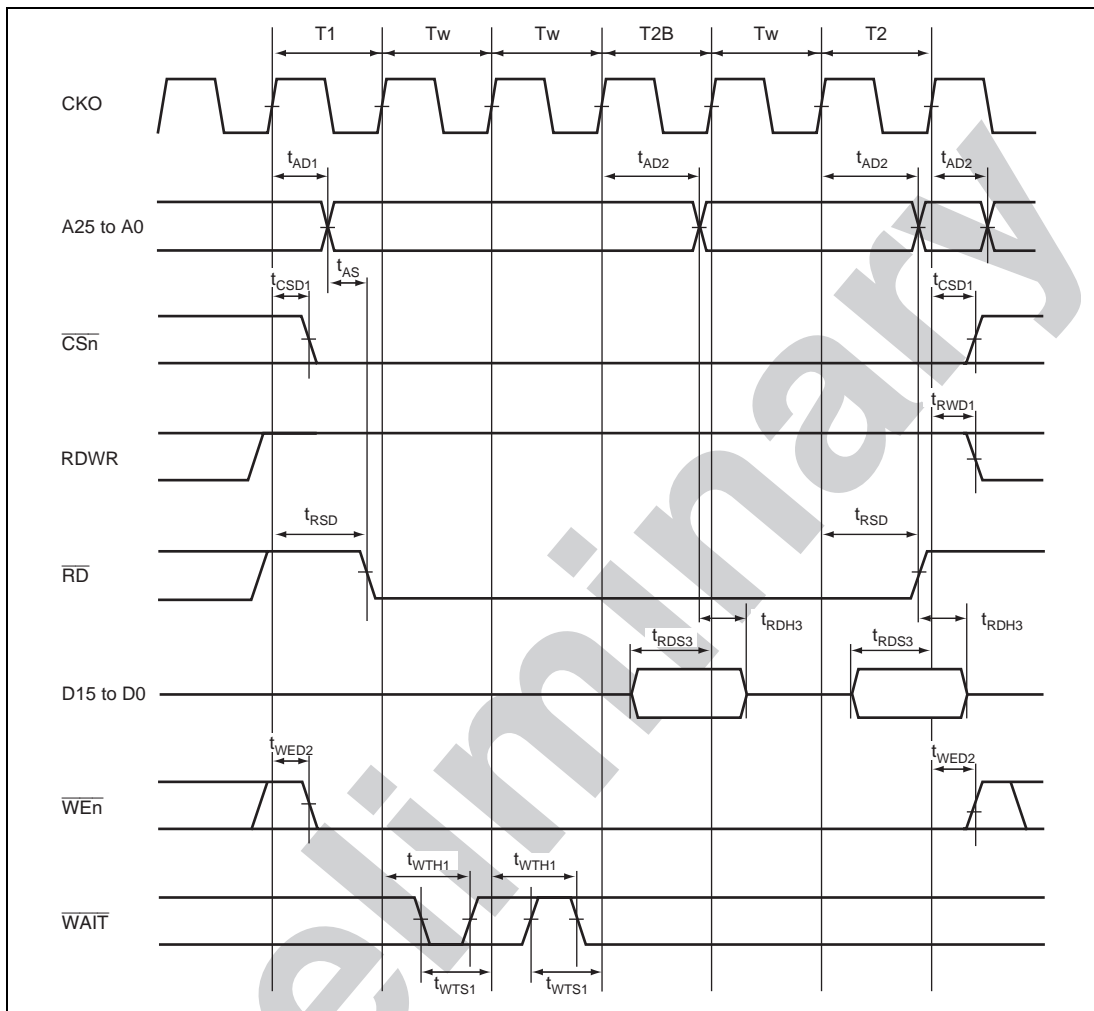 T1 Tw Tw T2B Tw T2
CKO
tAD1 tAD2 tAD2 tAD2
A25 to A0
tAS
tCSD1 tCSD1
CSn
tRWD1
RDWR
tRSD tRSD
RD
tRDH3 tRDH3
tRDS3 tRDS3
D15 to D0
tWED2 tWED2
WEn
tWTH1 tWTH1
WAIT
tWTS1 tWTS1
eliminary